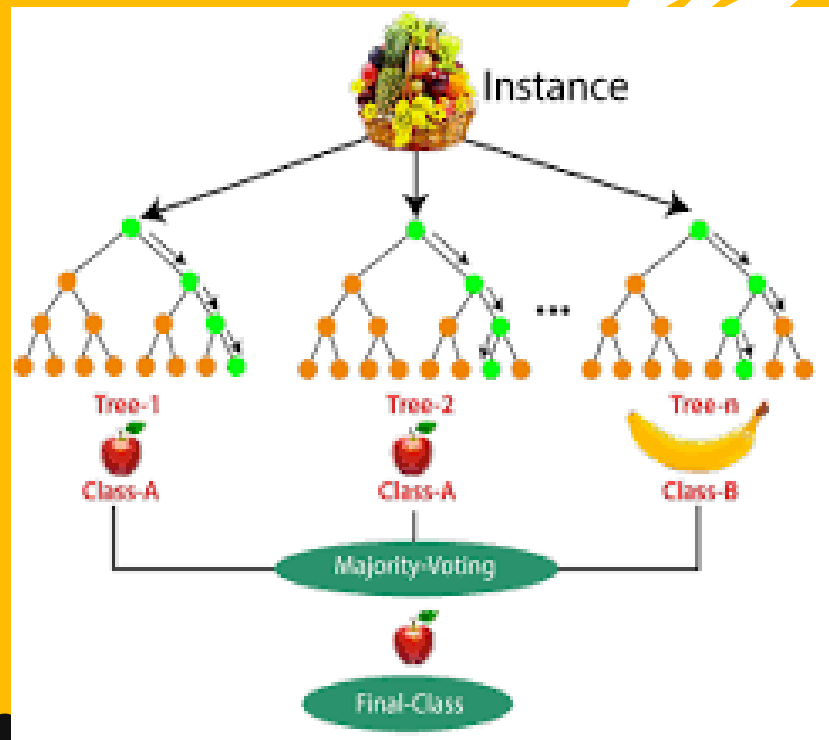 Instance
...
Tree-1
Tree-2
Tree-n
Class-A
Class-A
Class-B
Majority-Voting
Final-Class